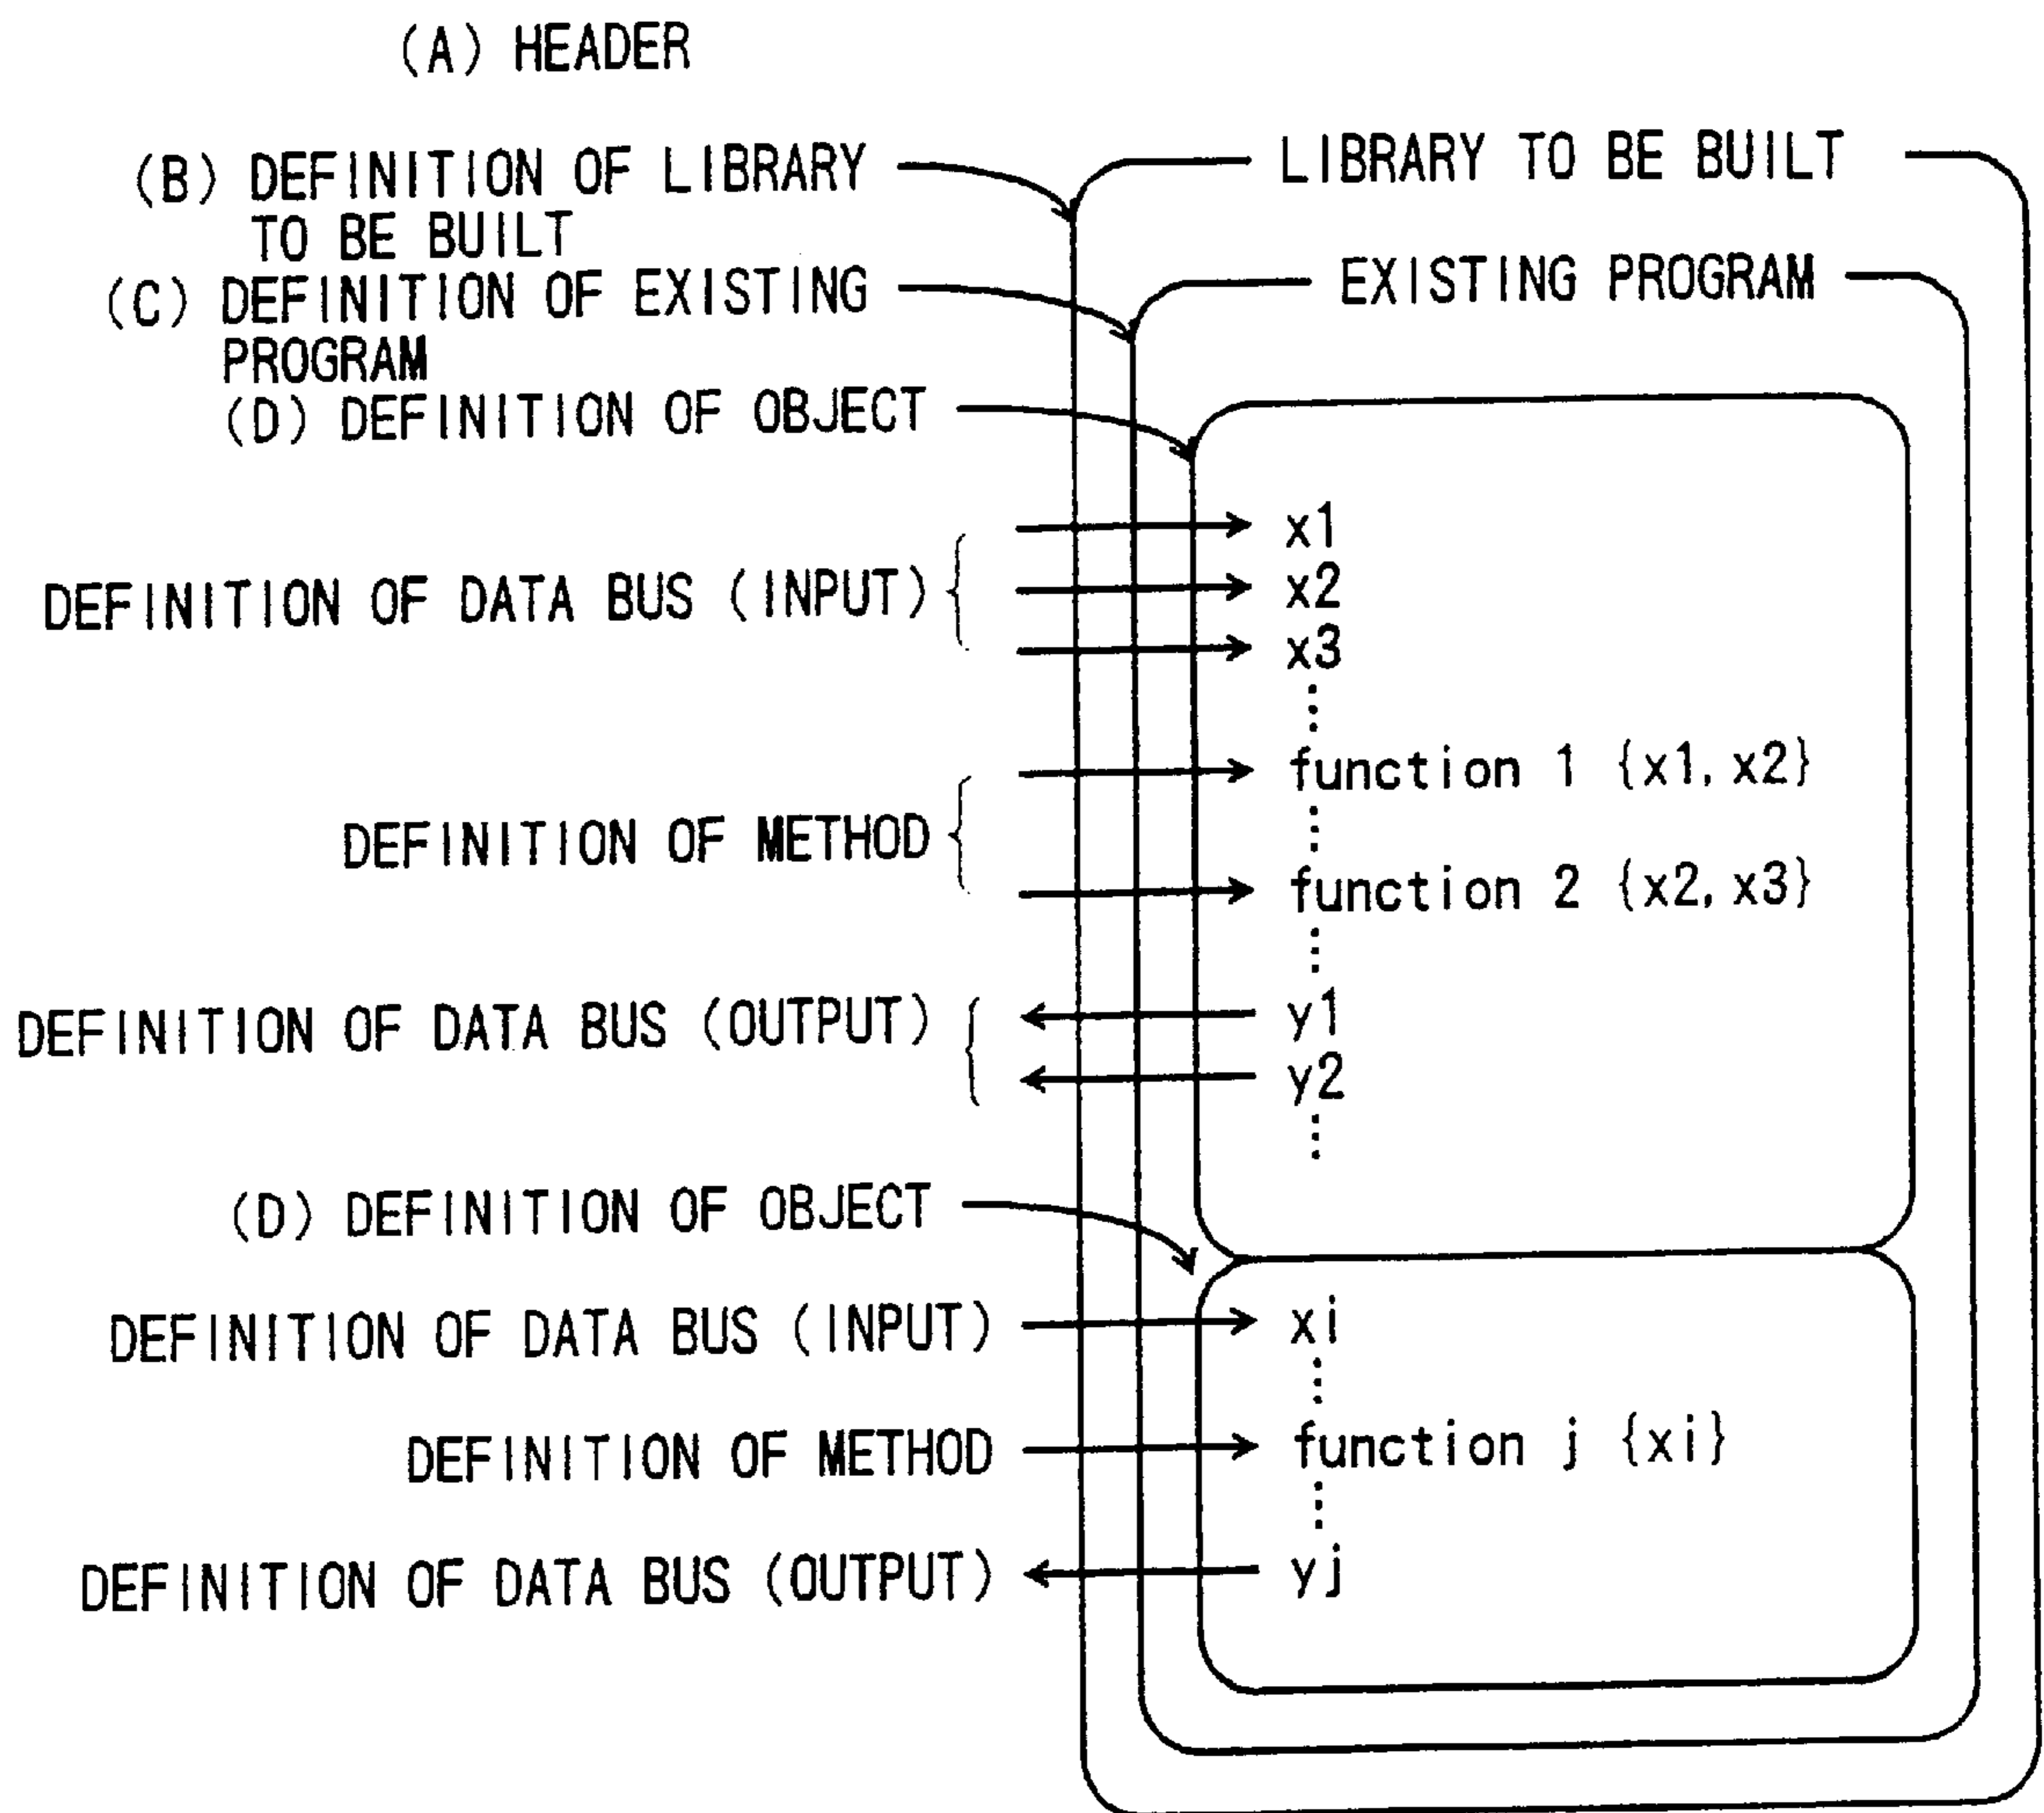 (A) HEADER
(B) DEFINITION OF LIBRARY
TO BE BUILT
LIBRARY TO BE BUILT
(C) DEFINITION OF EXISTING
PROGRAM
EXISTING PROGRAM
(D) DEFINITION OF OBJECT
DEFINITION OF DATA BUS (INPUT)
x1
x2
x3
DEFINITION OF METHOD
function 1 {x1, x2}
function 2 {x2, x3}
DEFINITION OF DATA BUS (OUTPUT)
y1
y2
(D) DEFINITION OF OBJECT
DEFINITION OF DATA BUS (INPUT)
xi
DEFINITION OF METHOD
function j {xi}
DEFINITION OF DATA BUS (OUTPUT)
yj